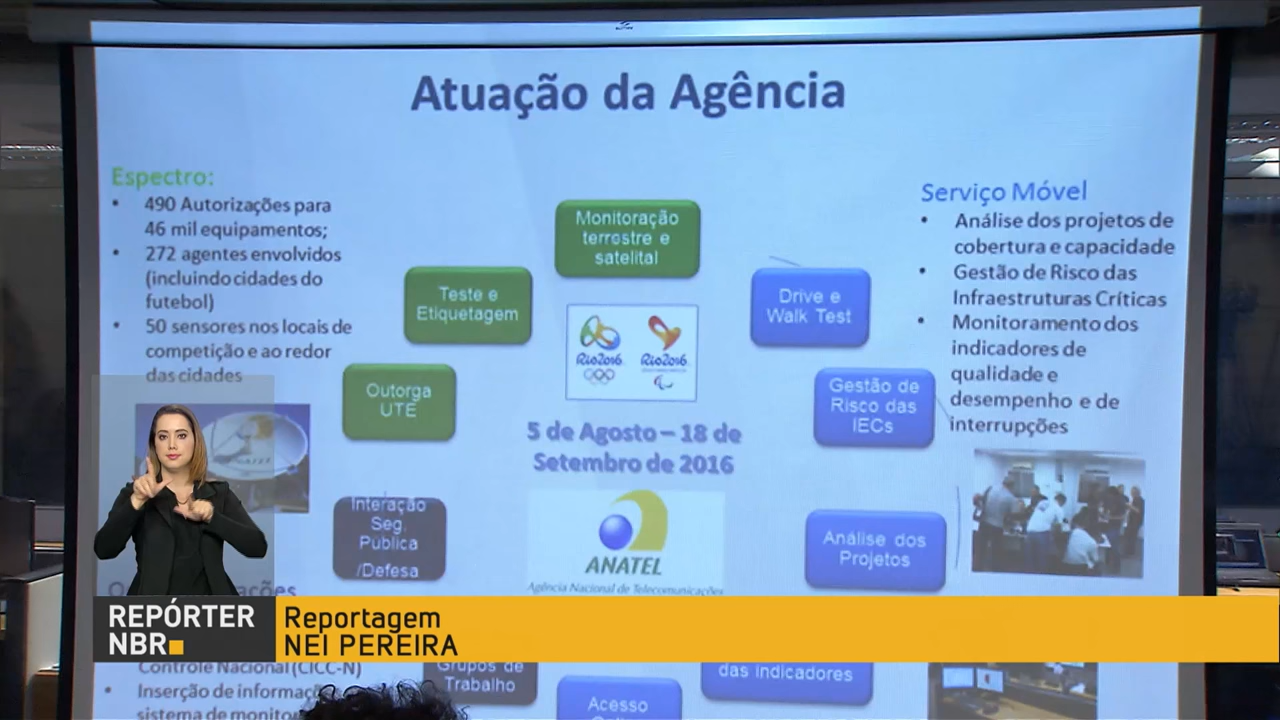 Atuação da Agência
Espectro:
• 490 Autorizações para
46 mil equipamentos;
• 272 agentes envolvidos
(incluindo cidades do
futebol)
• 50 sensores nos locais de
competição e ao redor
das cidades
Monitoração
terrestre e
satelital
Teste e
Etiquetagem
Outorga
UTE
Interação
Seg.
Pública
/Defesa
Rio2016
Rio2016
5 de Agosto – 18 de
Setembro de 2016
ANATEL
Agência Nacional de Telecomunicações
Drive e
Walk Test
Gestão de
Risco das
IECs
Análise dos
Projetos
Serviço Móvel
• Análise dos projetos de
cobertura e capacidade
• Gestão de Risco das
Infraestruturas Críticas
• Monitoramento dos
indicadores de
qualidade e
desempenho e de
interrupções
ANATEL
REPÓRTER
NBR
Reportagem
NEI PEREIRA
Controle Nacional (CICC-N)
• Inserção de
sistema de
Grupos de
Trabalho
Acesso
das Indicadores